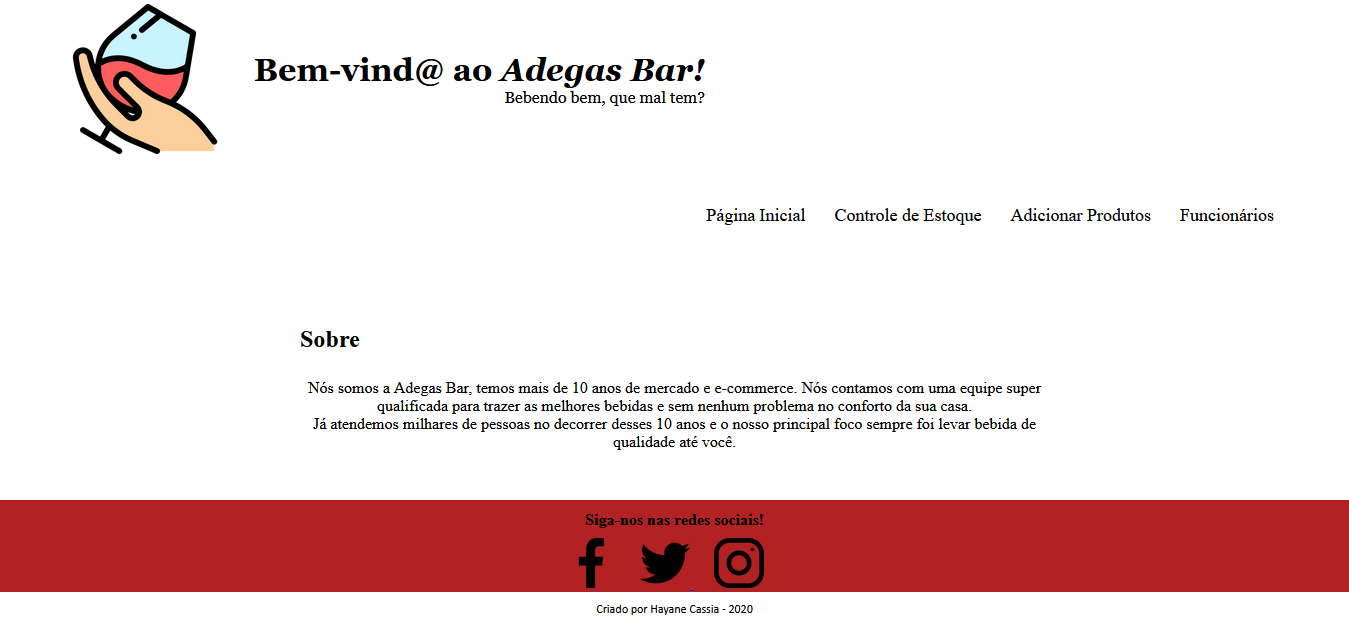 Bem-vind@ ao Adegas Bar!
Bebendo bem, que mal tem?
Página Inicial Controle de Estoque Adicionar Produtos Funcionários
Sobre
Nós somos a Adegas Bar, temos mais de 10 anos de mercado e e-commerce. Nós contamos com uma equipe super
qualificada para trazer as melhores bebidas e sem nenhum problema no conforto da sua casa.
Já atendemos milhares de pessoas no decorrer desses 10 anos e o nosso principal foco sempre foi levar bebida de
qualidade até você.
Siga-nos nas redes sociais!
Criado por Hayane Cassia - 2020